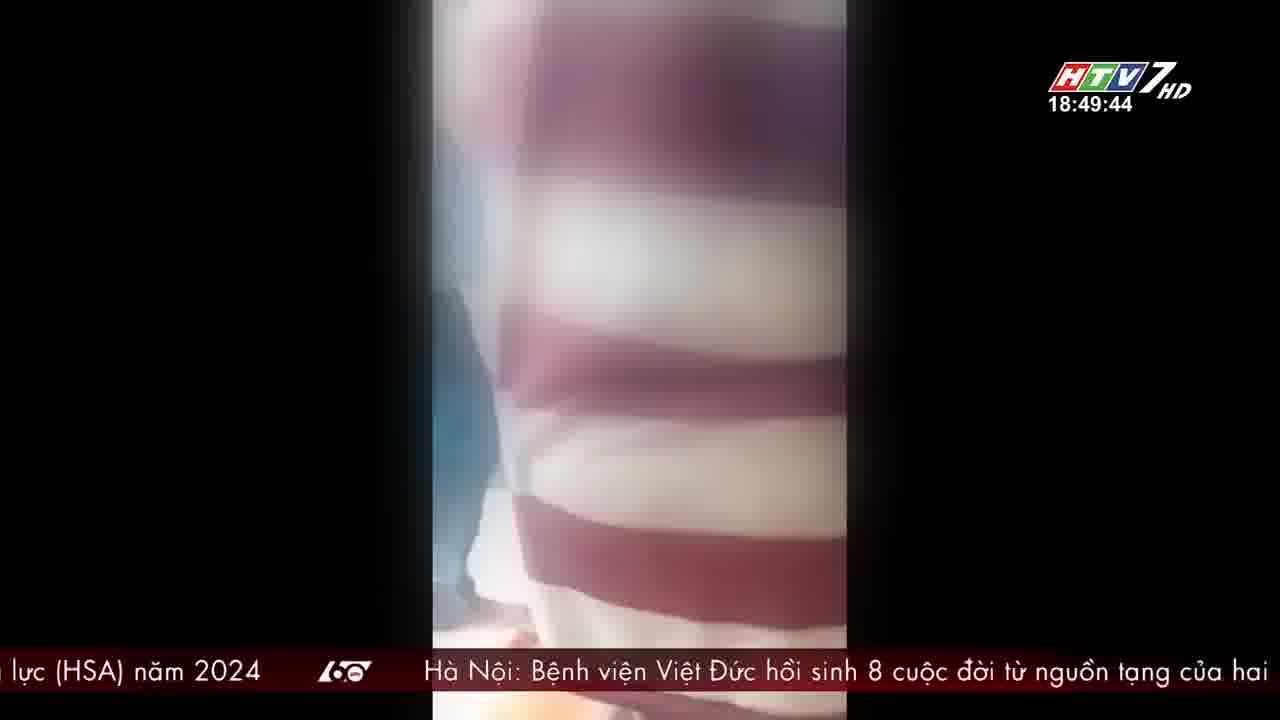 HTV7 HD
18:49:44
lực (HSA) năm 2024
60
Hà Nội: Bệnh viện Việt Đức hồi sinh 8 cuộc đời từ nguồn tạng của hai